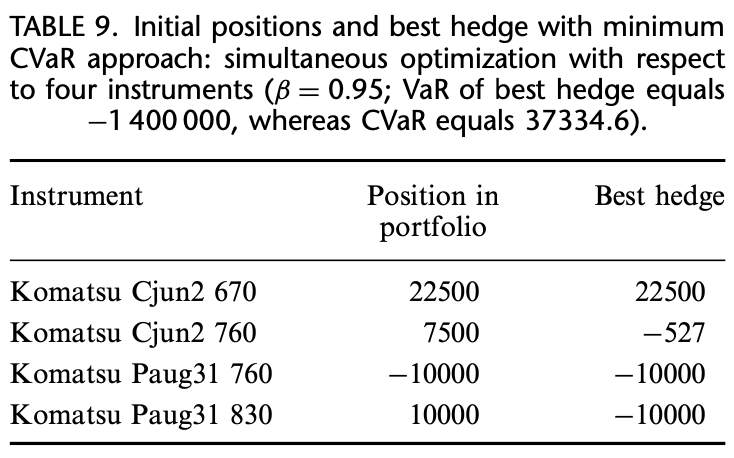 TABLE 9. Initial positions and best hedge with minimum
CVaR approach: simultaneous optimization with respect
to four instruments (β = 0.95; VaR of best hedge equals
−1 400 000, whereas CVaR equals 37334.6).
Instrument Position in portfolio Best hedge
Komatsu Cjun2 670 22500 22500
Komatsu Cjun2 760 7500 −527
Komatsu Paug31 760 −10000 −10000
Komatsu Paug31 830 10000 −10000